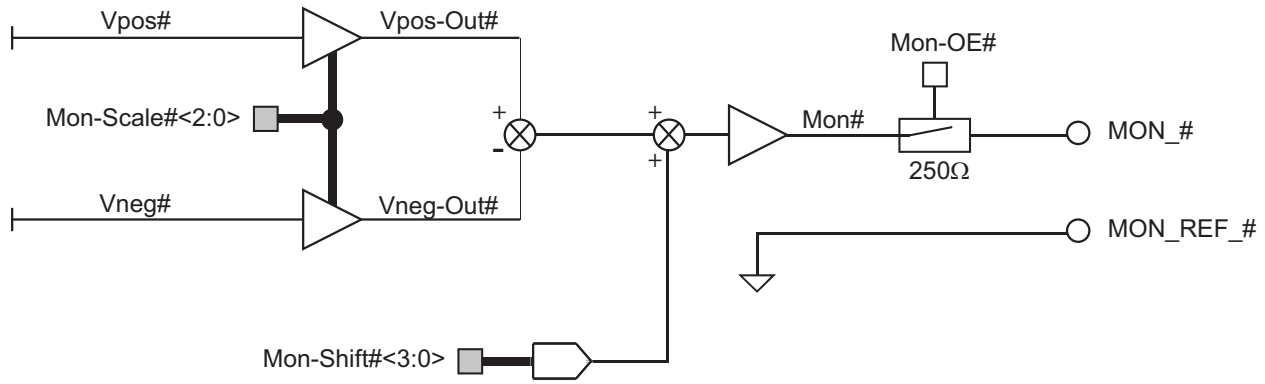 Vpos#
Vpos-Out#
Mon-OE#
Mon-Scale#<2:0>
+
-
+
+
Mon#
MON_#
250Ω
Vneg#
Vneg-Out#
MON_REF_#
Mon-Shift#<3:0>